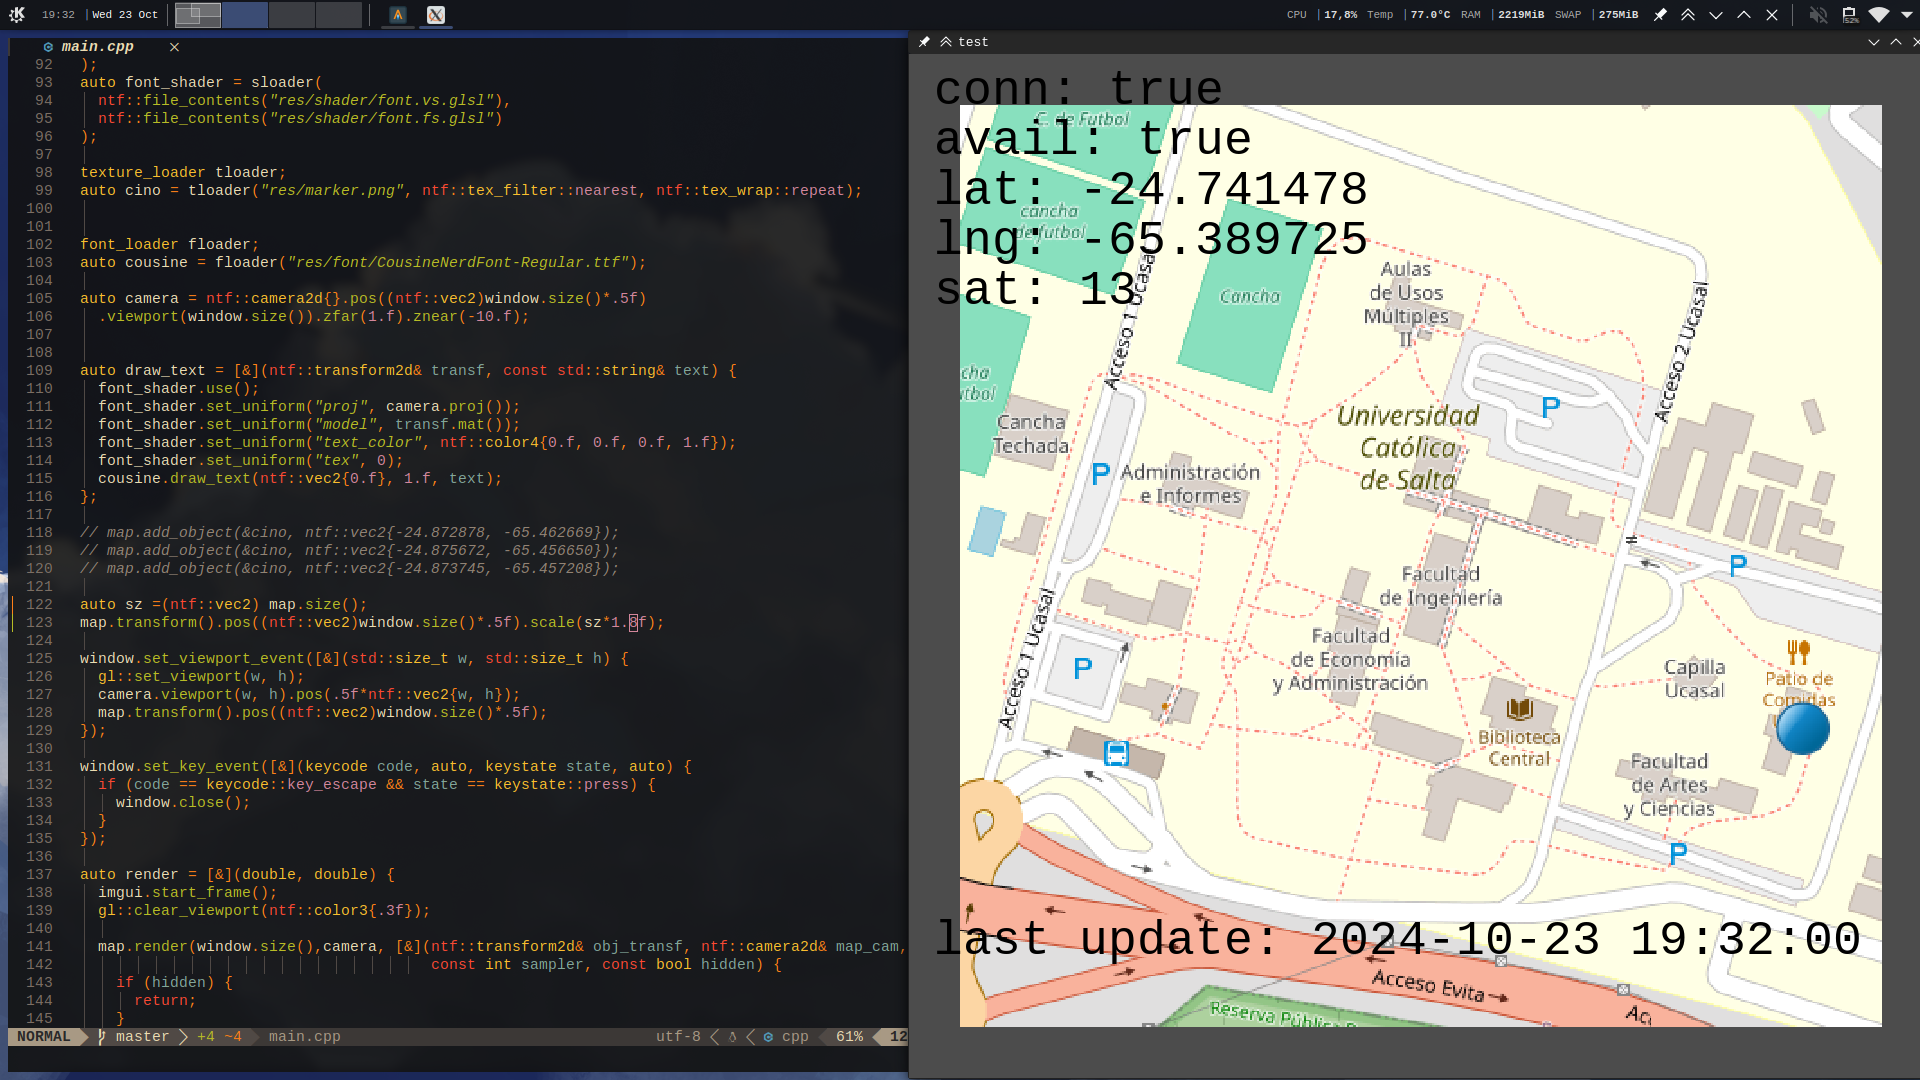 19:32 |Wed 23 Oct
CPU |17,8% Temp |77.0°C RAM |2219MiB SWAP |275MiB
52%
main.cpp
92 );
93 auto font_shader = sloader(
94 ntf::file_contents("res/shader/font.vs.glsl"),
95 ntf::file_contents("res/shader/font.fs.glsl")
96 );
97
98 texture_loader tloader;
99 auto cino = tloader("res/marker.png", ntf::tex_filter::nearest, ntf::tex_wrap::repeat);
100
101
102 font_loader floader;
103 auto cousine = floader("res/font/CousineNerdFont-Regular.ttf");
104
105 auto camera = ntf::camera2d{}.pos((ntf::vec2)window.size()*.5f)
106 .viewport(window.size()).zfar(1.f).znear(-10.f);
107
108
109 auto draw_text = [&](ntf::transform2d& transf, const std::string& text) {
110 font_shader.use();
111 font_shader.set_uniform("proj", camera.proj());
112 font_shader.set_uniform("model", transf.mat());
113 font_shader.set_uniform("text_color", ntf::color4{0.f, 0.f, 0.f, 1.f});
114 font_shader.set_uniform("tex", 0);
115 cousine.draw_text(ntf::vec2{0.f}, 1.f, text);
116 };
117
118 // map.add_object(&cino, ntf::vec2{-24.872878, -65.462669});
119 // map.add_object(&cino, ntf::vec2{-24.875672, -65.456650});
120 // map.add_object(&cino, ntf::vec2{-24.873745, -65.457208});
121
122 auto sz =(ntf::vec2) map.size();
123 map.transform().pos((ntf::vec2)window.size()*.5f).scale(sz*1.8f);
124
125 window.set_viewport_event([&](std::size_t w, std::size_t h) {
126 gl::set_viewport(w, h);
127 camera.viewport(w, h).pos(.5f*ntf::vec2{w, h});
128 map.transform().pos((ntf::vec2)window.size()*.5f);
129 });
130
131 window.set_key_event([&](keycode code, auto, keystate state, auto) {
132 if (code == keycode::key_escape && state == keystate::press) {
133 window.close();
134 }
135 });
136
137 auto render = [&](double, double) {
138 imgui.start_frame();
139 gl::clear_viewport(ntf::color3{.3f});
140
141 map.render(window.size(),camera, [&](ntf::transform2d& obj_transf, ntf::camera2d& map_cam,
142 const int sampler, const bool hidden) {
143 if (hidden) {
144 return;
145 }
NORMAL master +4 ~4 main.cpp utf-8 cpp 61% 12
test
conn: true
avail: true
lat: -24.741478
lng: -65.389725
sat: 13
C. de Futbol
cancha
de futbol
Cancha
Acceso 1 Ucasal
Aulas
de Usos
Múltiples
II
Acceso 2 Ucasal
Cancha
Techada
Universidad
Católica
de Salta
P
P
Administración
e Informes
P
Facultad
de Ingeniería
Facultad
de Economía
y Administración
Acceso 1 Ucasal
P
Capilla
Ucasal
Patio de
Comidas
Biblioteca
Central
Facultad
de Artes
y Ciencias
P
last update: 2024-10-23 19:32:00
Acceso Evita
Reserva Pública